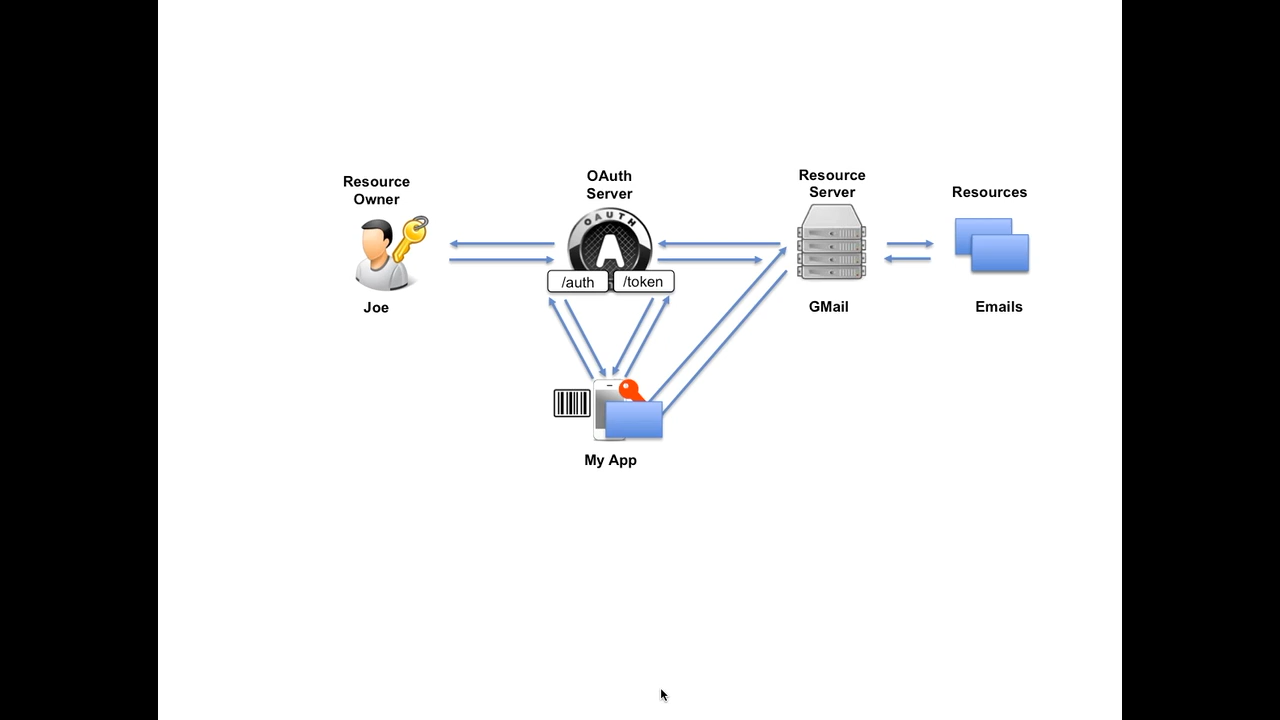 Resource
Owner
Joe
OAuth
Server
OAUTH
A
/auth
/token
Resource
Server
GMail
Resources
Emails
My App